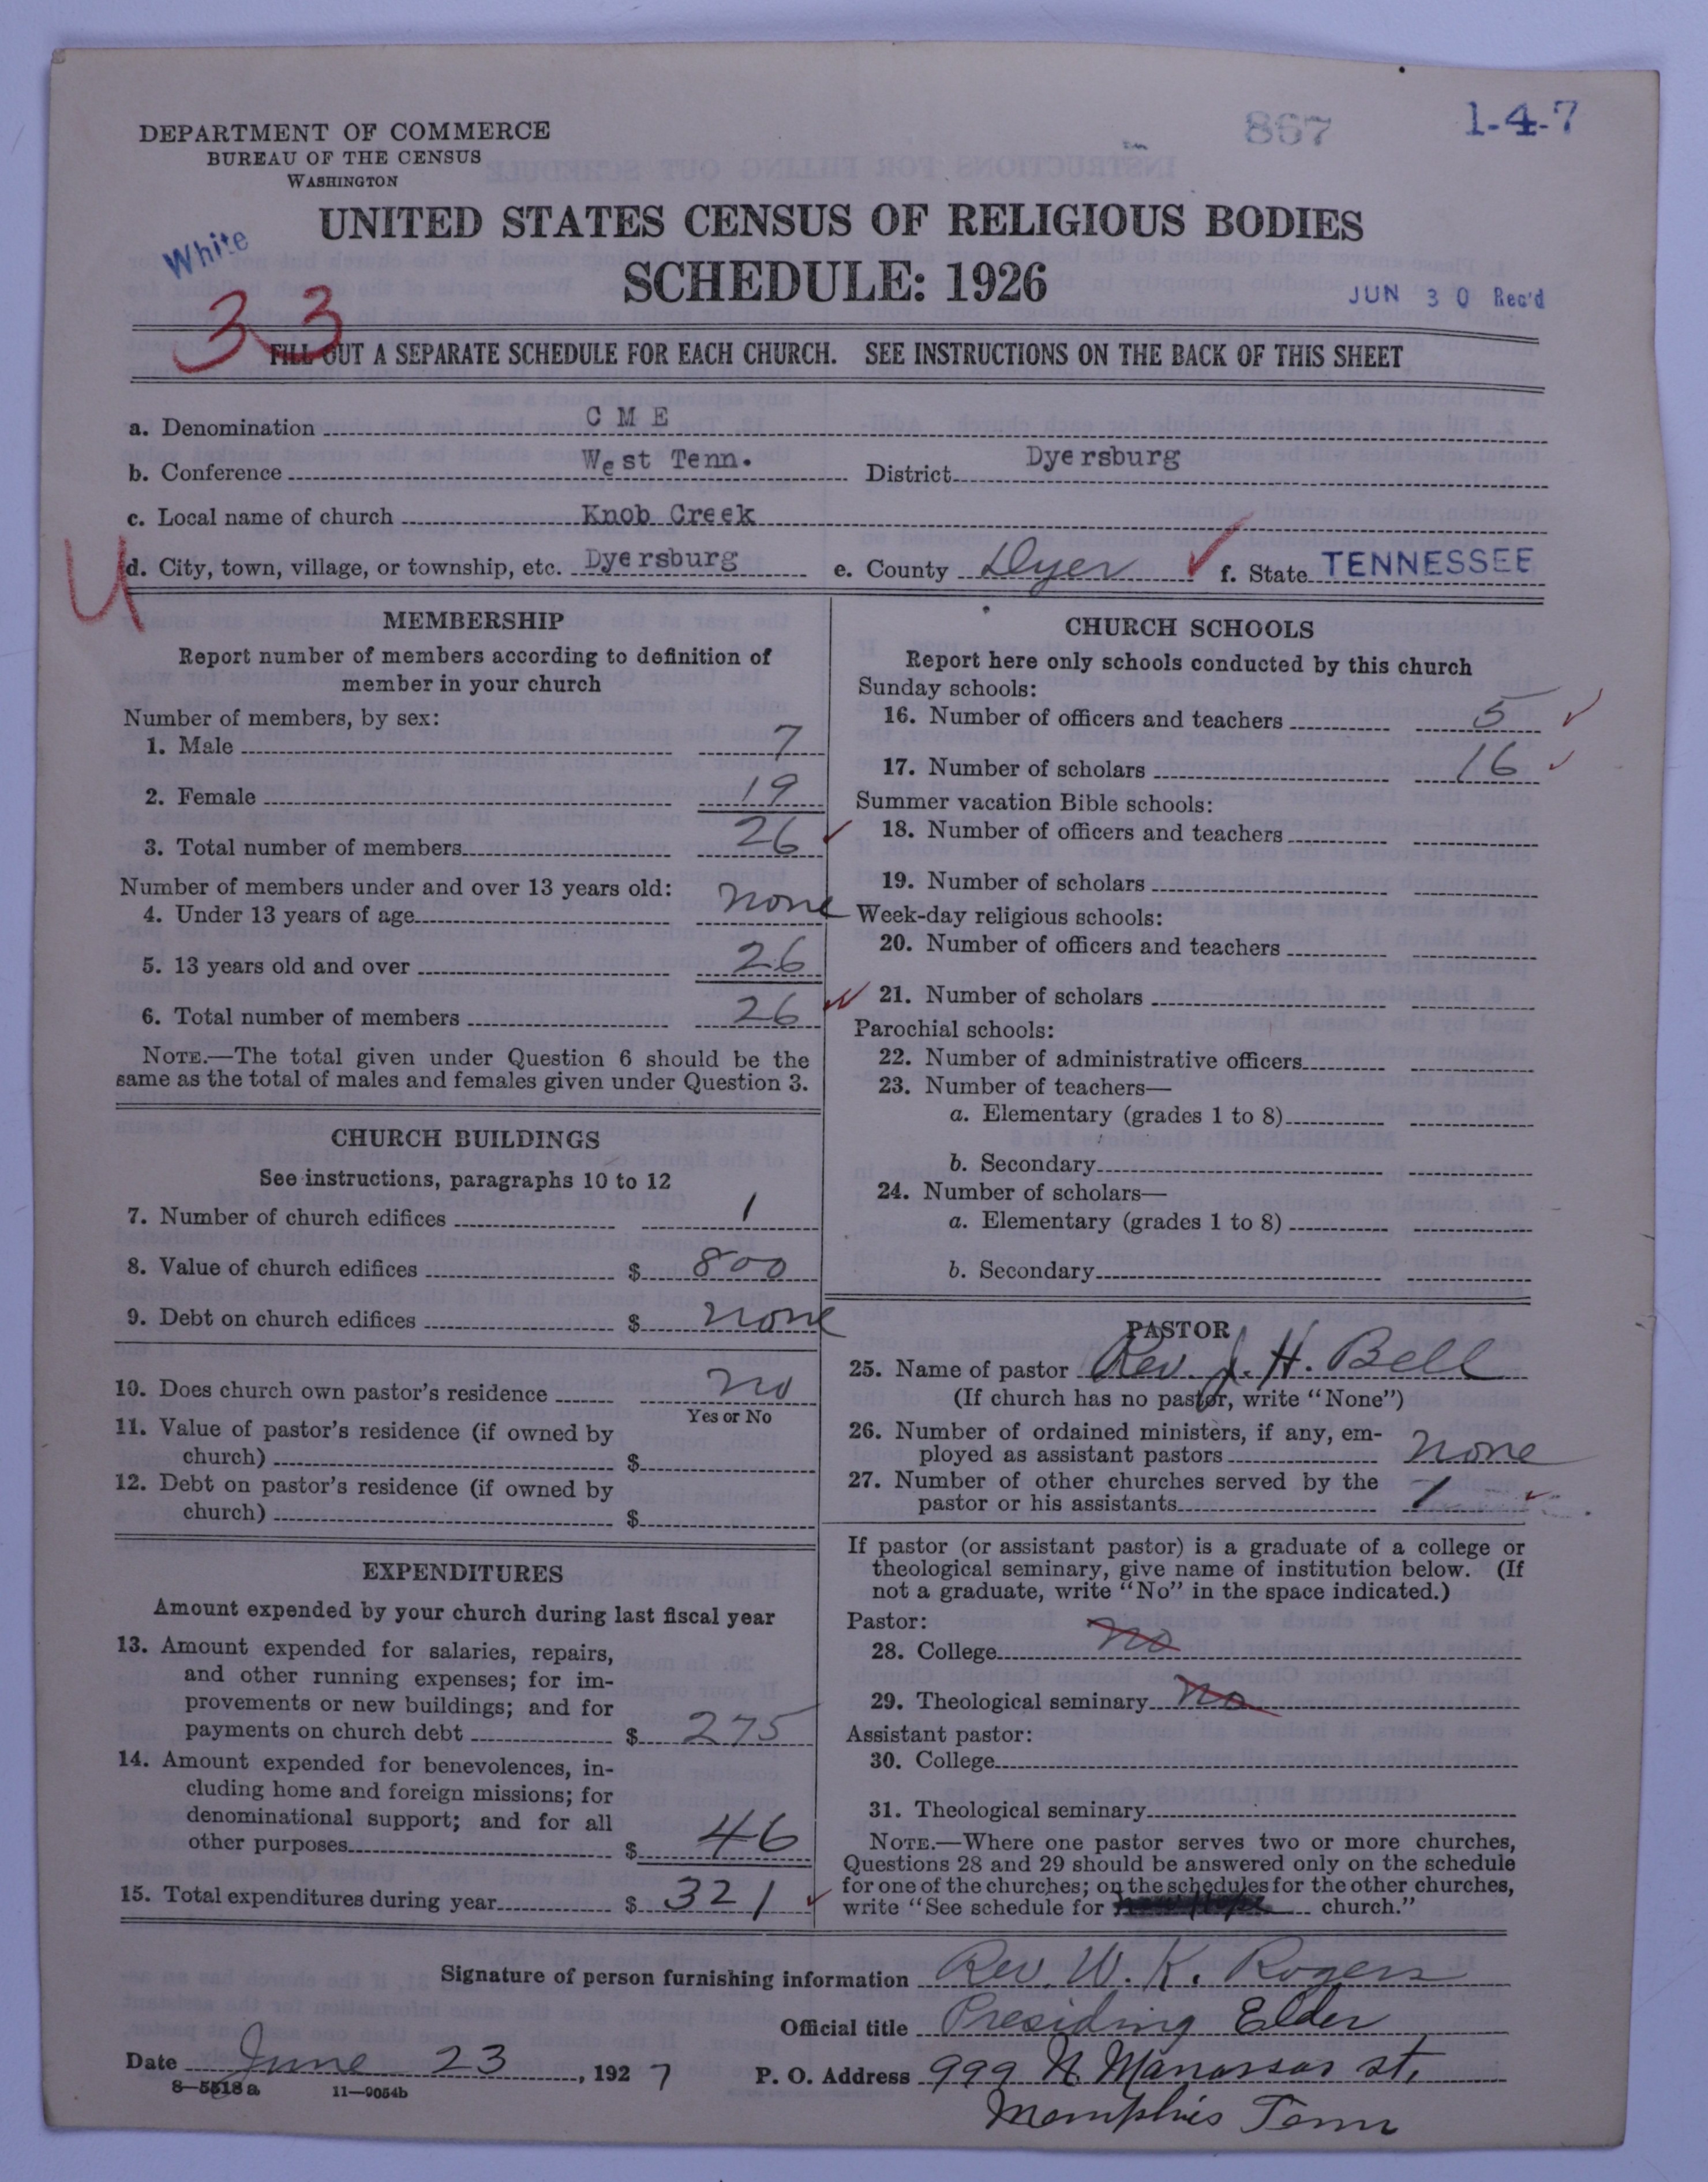 867
1-4-7
DEPARTMENT OF COMMERCE
BUREAU OF THE CENSUS
WASHINGTON
UNITED STATES CENSUS OF RELIGIOUS BODIES
White
SCHEDULE: 1926
JUN 30 Rec'd
33
FILL OUT A SEPARATE SCHEDULE FOR EACH CHURCH. SEE INSTRUCTIONS ON THE BACK OF THIS SHEET
a. Denomination C M E
b. Conference West Tenn. District Dyersburg
c. Local name of church Knob Creek
U
d. City, town, village, or township, etc. Dyersburg e. County Dyer f. State TENNESSEE
MEMBERSHIP
Report number of members according to definition of
member in your church
Number of members, by sex:
1. Male 7
2. Female 19
3. Total number of members 26
Number of members under and over 13 years old:
4. Under 13 years of age none
5. 13 years old and over 26
6. Total number of members 26
NOTE.—The total given under Question 6 should be the
same as the total of males and females given under Question 3.
CHURCH BUILDINGS
See instructions, paragraphs 10 to 12
7. Number of church edifices 1
8. Value of church edifices $ 800
9. Debt on church edifices $ none
10. Does church own pastor's residence no
Yes or No
11. Value of pastor's residence (if owned by
church) $
12. Debt on pastor's residence (if owned by
church) $
EXPENDITURES
Amount expended by your church during last fiscal year
13. Amount expended for salaries, repairs,
and other running expenses; for im-
provements or new buildings; and for
payments on church debt $ 275
14. Amount expended for benevolences, in-
cluding home and foreign missions; for
denominational support; and for all
other purposes $ 46
15. Total expenditures during year $ 321
CHURCH SCHOOLS
Report here only schools conducted by this church
Sunday schools:
16. Number of officers and teachers 5
17. Number of scholars 16
Summer vacation Bible schools:
18. Number of officers and teachers
19. Number of scholars
Week-day religious schools:
20. Number of officers and teachers
21. Number of scholars
Parochial schools:
22. Number of administrative officers
23. Number of teachers—
a. Elementary (grades 1 to 8)
b. Secondary
24. Number of scholars—
a. Elementary (grades 1 to 8)
b. Secondary
PASTOR
25. Name of pastor Rev. J. H. Bell
(If church has no pastor, write "None")
26. Number of ordained ministers, if any, em-
ployed as assistant pastors none
27. Number of other churches served by the
pastor or his assistants 1
If pastor (or assistant pastor) is a graduate of a college or
theological seminary, give name of institution below. (If
not a graduate, write "No" in the space indicated.)
Pastor:
28. College no
29. Theological seminary no
Assistant pastor:
30. College
31. Theological seminary
NOTE.—Where one pastor serves two or more churches,
Questions 28 and 29 should be answered only on the schedule
for one of the churches; on the schedules for the other churches,
write "See schedule for church."
Signature of person furnishing information Rev. W. K. Rogers
Official title Presiding Elder
Date June 23, 1927 P. O. Address 999 N. Manassas st,
8-5518a 11-9054b
Memphis Tenn